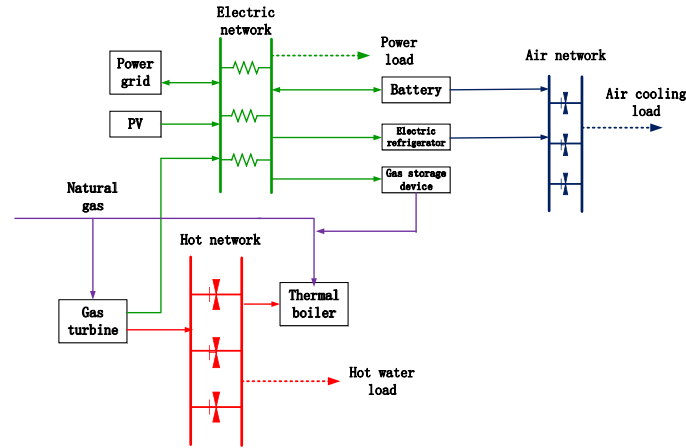 Electric
network
Power
grid
PV
Power
load
Battery
Electric
refrigerator
Gas storage
device
Air network
Air cooling
load
Natural
gas
Hot network
Gas
turbine
Thermal
boiler
Hot water
load